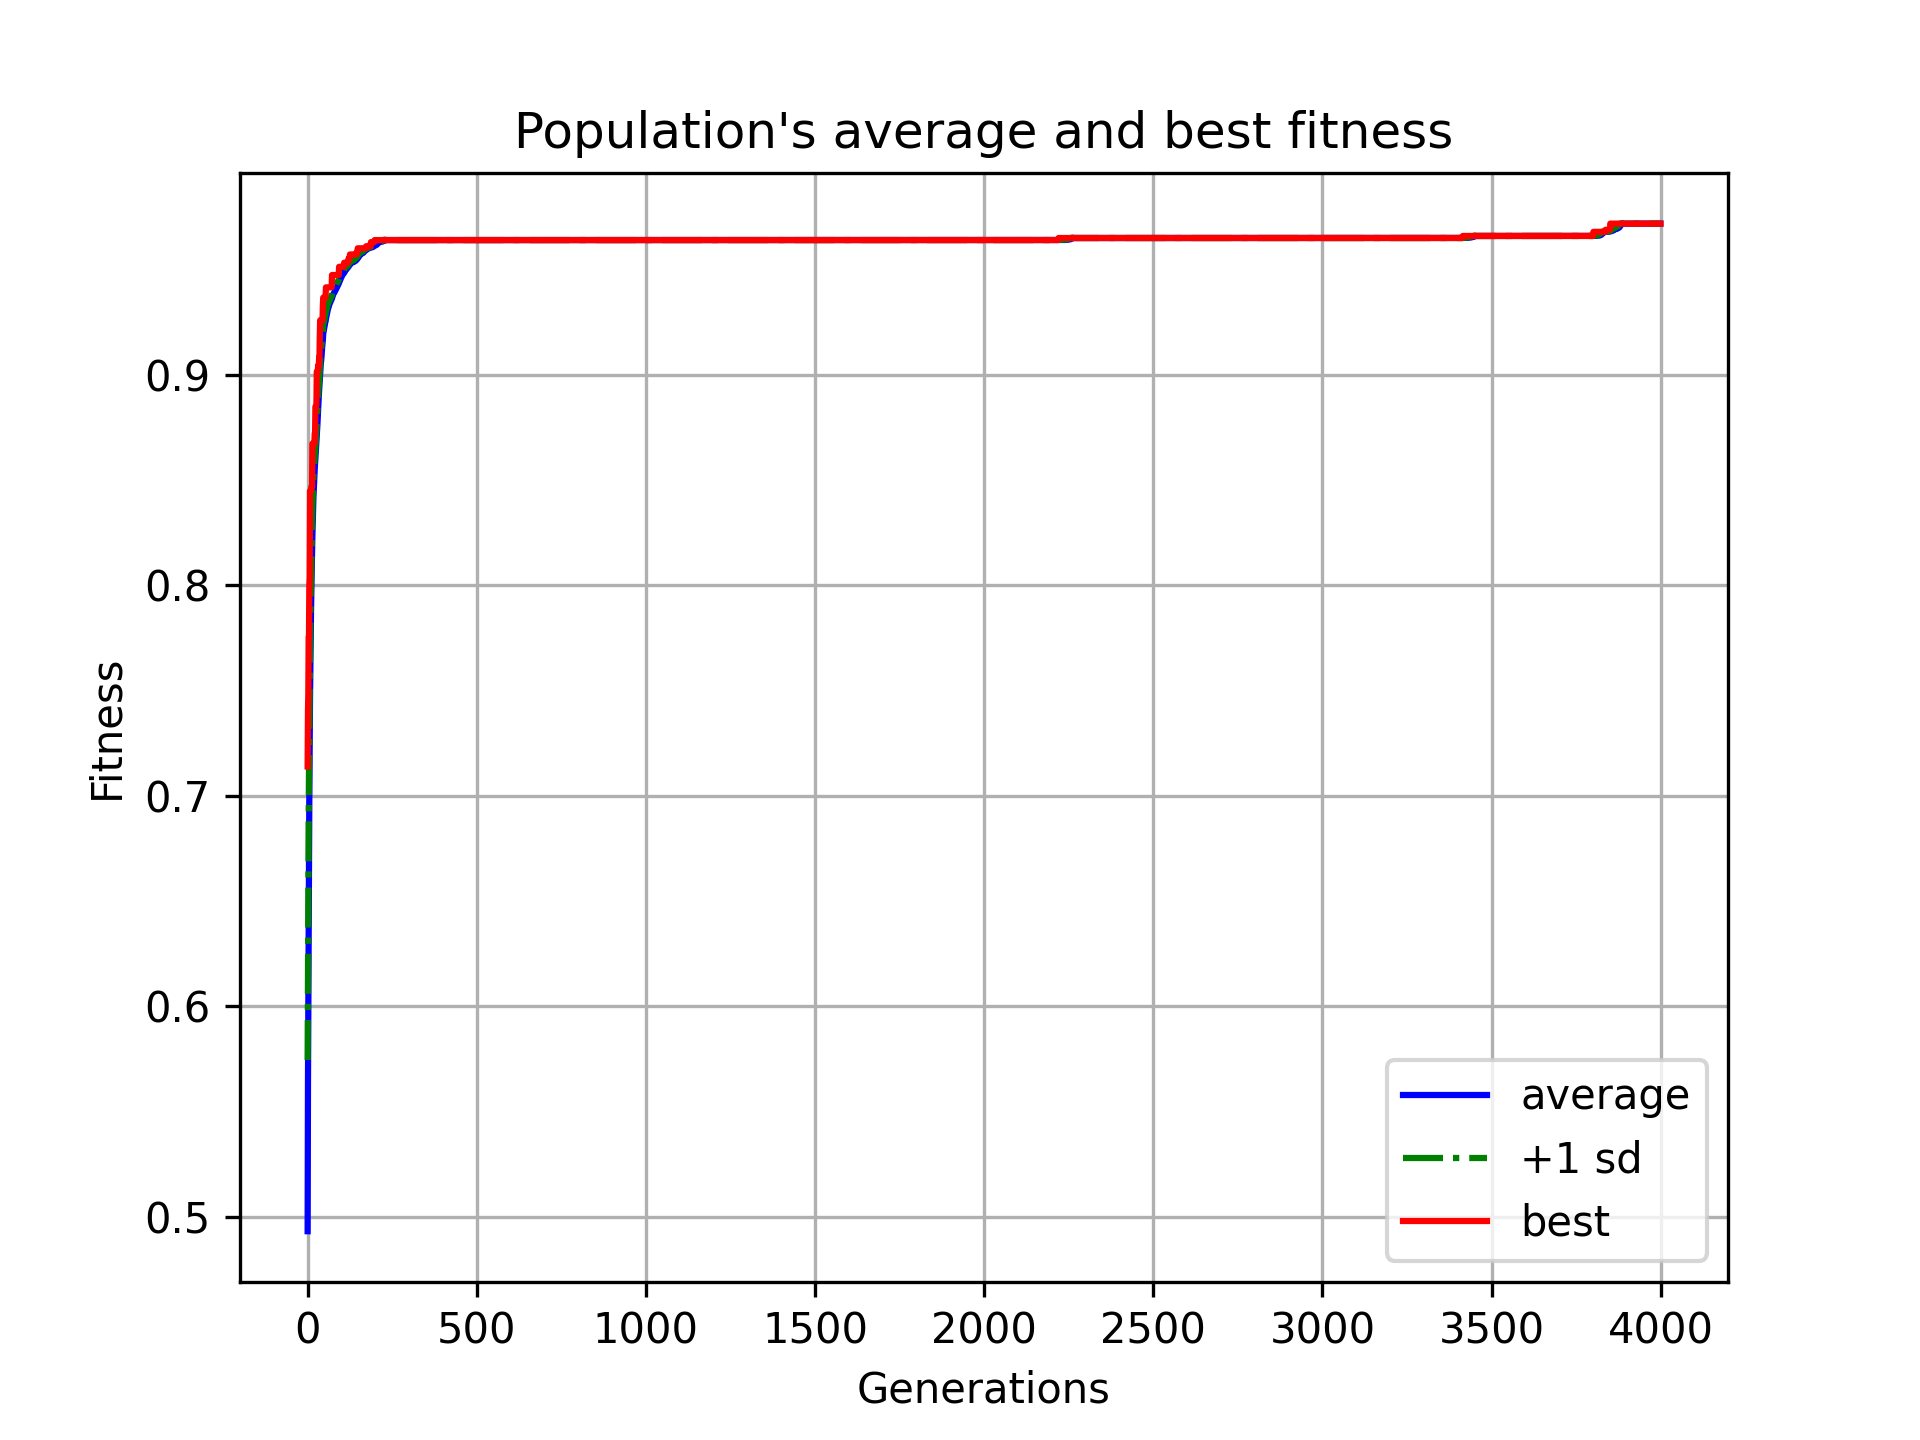 Population's average and best fitness
Fitness
0.9
0.8
0.7
0.6
0.5
average
+1 sd
best
0 500 1000 1500 2000 2500 3000 3500 4000
Generations